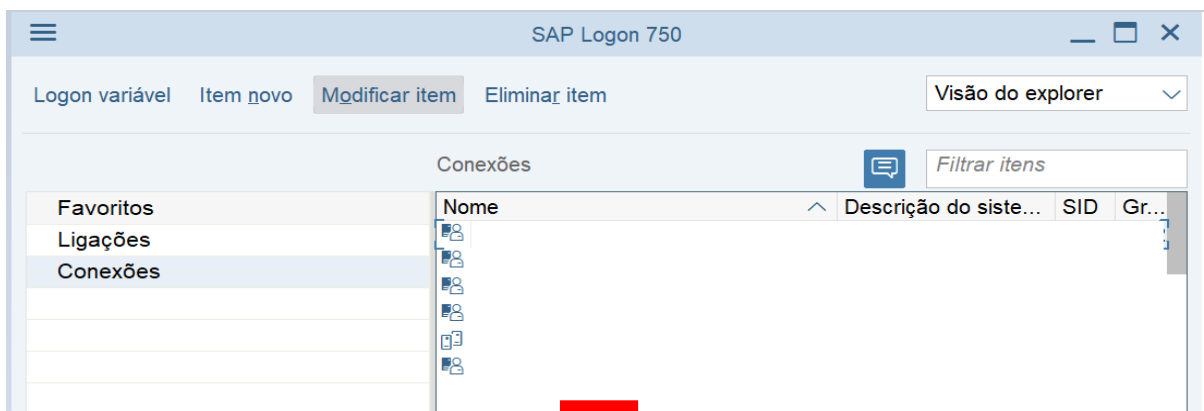 SAP Logon 750
Logon variável Item novo Modificar item Eliminar item Visão do explorer
Conexões Filtrar itens
Favoritos Nome Descrição do siste... SID Gr...
Ligações
Conexões